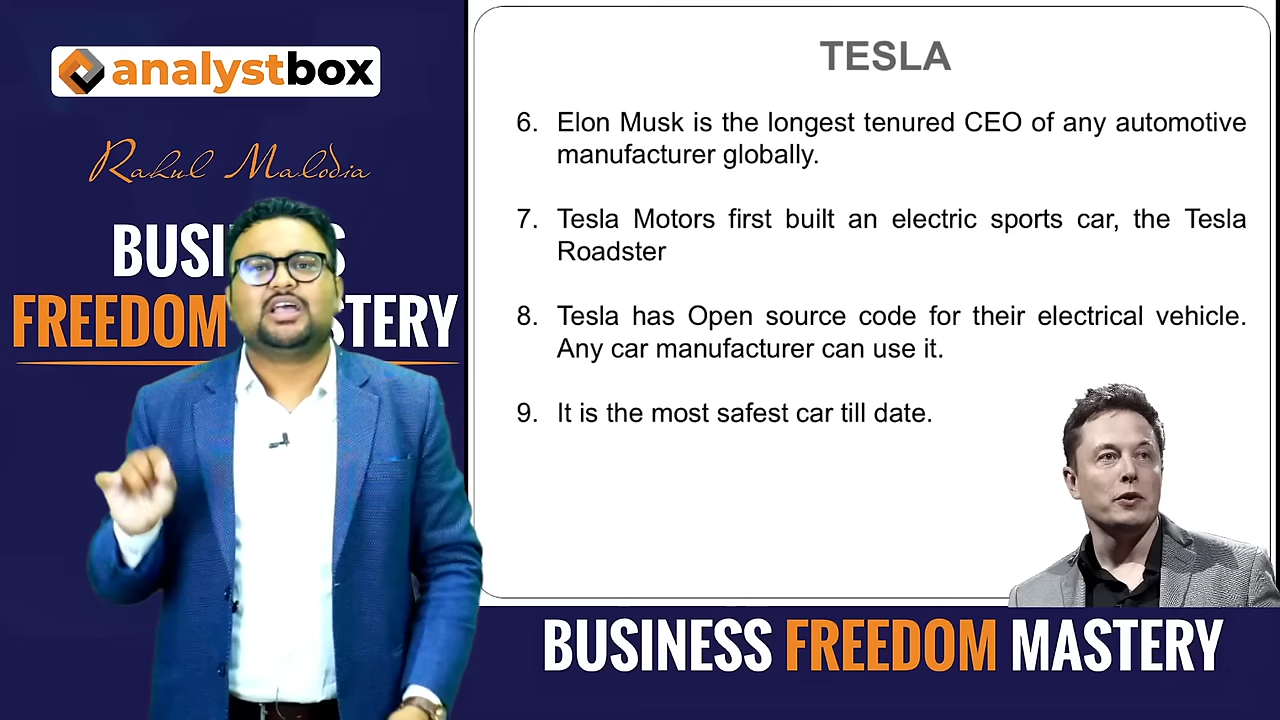 analystbox
Rahul Malodia
BUSI S
FREEDOM STERY
TESLA
6. Elon Musk is the longest tenured CEO of any automotive
manufacturer globally.
7. Tesla Motors first built an electric sports car, the Tesla
Roadster
8. Tesla has Open source code for their electrical vehicle.
Any car manufacturer can use it.
9. It is the most safest car till date.
BUSINESS FREEDOM MASTERY